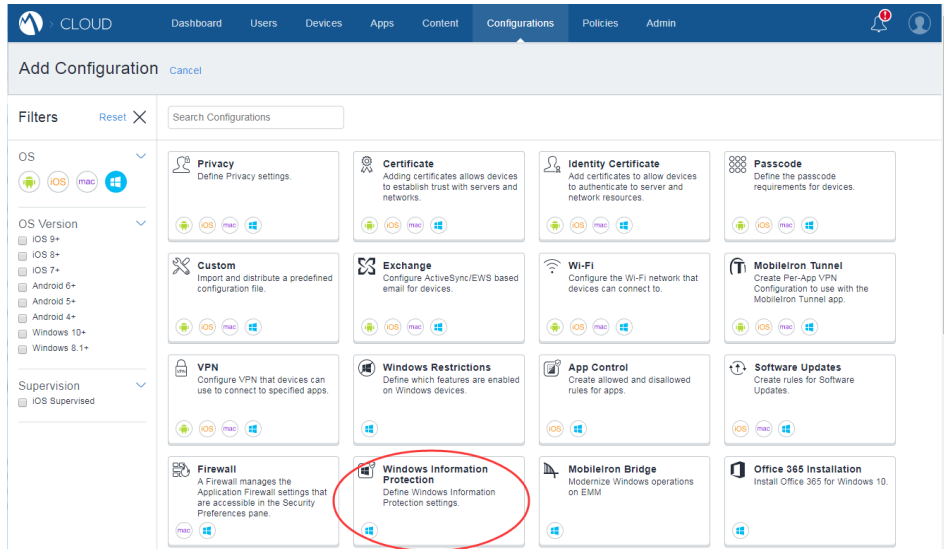 CLOUD Dashboard Users Devices Apps Content Configurations Policies Admin
Add Configuration Cancel
Filters Reset
Search Configurations
OS
iOS mac
OS Version
iOS 9+
iOS 8+
iOS 7+
Android 6+
Android 5+
Android 4+
Windows 10+
Windows 8.1+
Supervision
iOS Supervised
Privacy
Define Privacy settings.
iOS mac
Certificate
Adding certificates allows devices
to establish trust with servers and
networks.
iOS mac
Identity Certificate
Add certificates to allow devices
to authenticate to server and
network resources.
iOS mac
Passcode
Define the passcode
requirements for devices.
iOS mac
Custom
Import and distribute a predefined
configuration file.
iOS mac
Exchange
Configure ActiveSync/EWS based
email for devices.
iOS mac
Wi-Fi
Configure the Wi-Fi network that
devices can connect to.
iOS mac
MobileIron Tunnel
Create Per-App VPN
Configuration to use with the
MobileIron Tunnel app.
iOS mac
VPN
VPN
Configure VPN that devices can
use to connect to specified apps.
iOS mac
Windows Restrictions
Define which features are enabled
on Windows devices.
App Control
Create allowed and disallowed
rules for apps.
iOS
Software Updates
Create rules for Software
Updates.
iOS mac
Firewall
A Firewall manages the
Application Firewall settings that
are accessible in the Security
Preferences pane.
mac
Windows Information
Protection
Define Windows Information
Protection settings.
MobileIron Bridge
Modernize Windows operations
on EMM
Office 365 Installation
Install Office 365 for Windows 10.